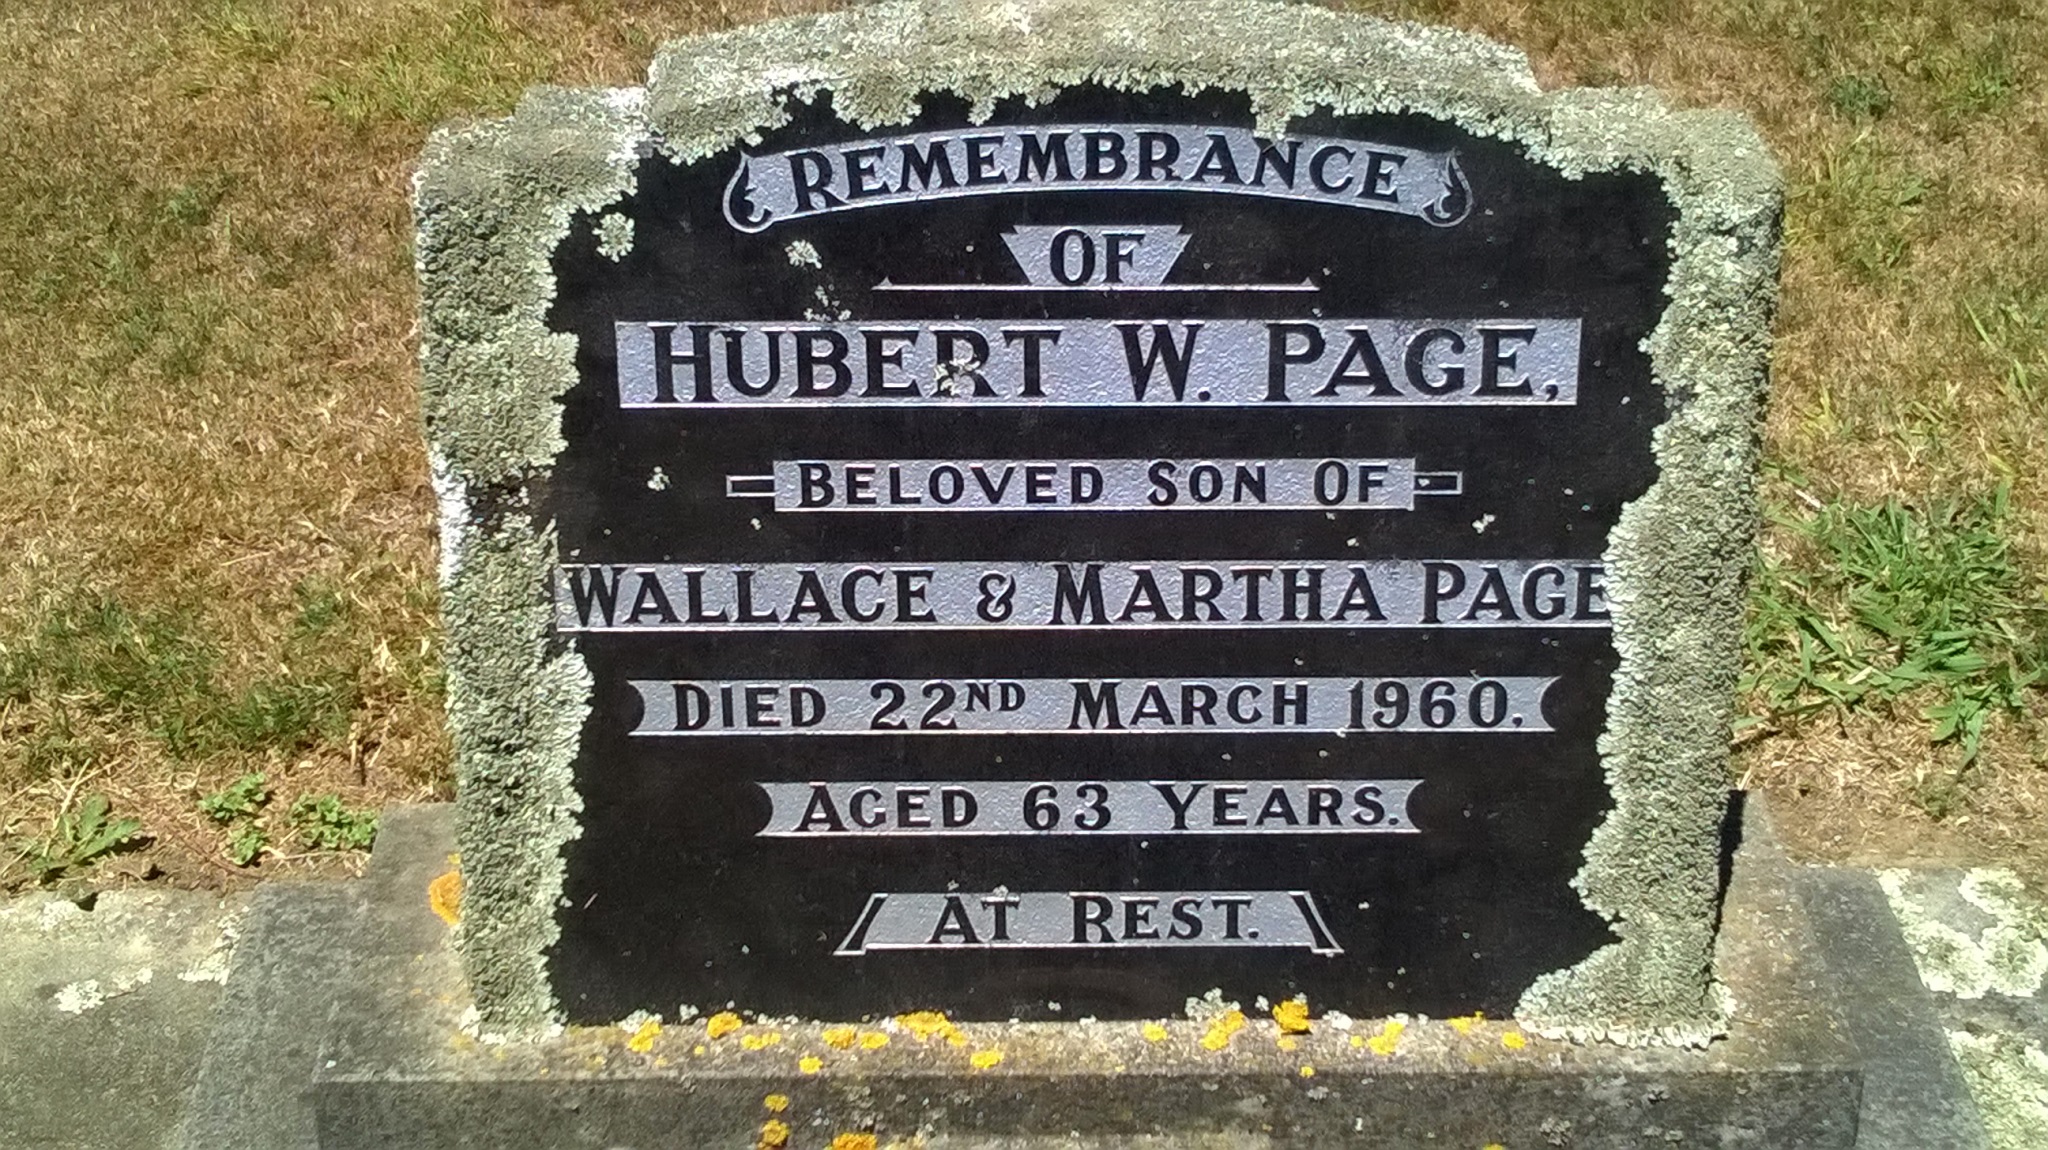 REMEMBRANCE
OF
HUBERT W. PAGE,
BELOVED SON OF
WALLACE & MARTHA PAGE
DIED 22ND MARCH 1960.
AGED 63 YEARS.
AT REST.